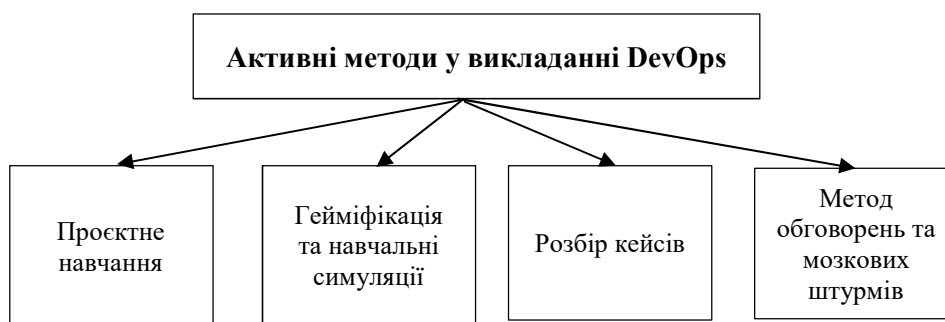 Активні методи у викладанні DevOps
Проєктне
навчання
Гейміфікація
та навчальні
симуляції
Розбір кейсів
Метод
обговорень та
мозкових
штурмів